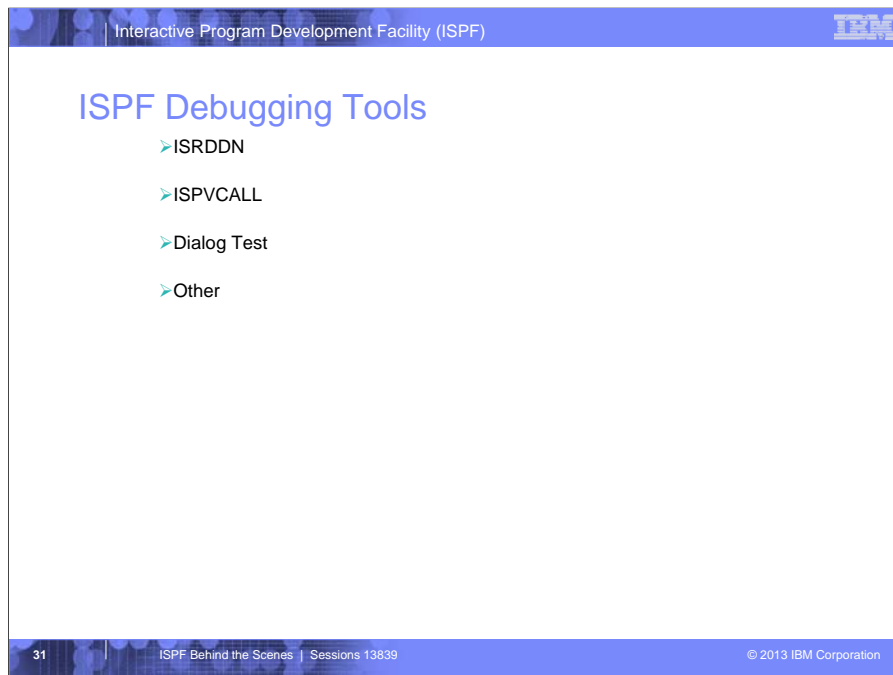 Interactive Program Development Facility (ISPF)
IBM
ISPF Debugging Tools
➢ISRDDN
➢ISPVCALL
➢Dialog Test
➢Other
31
ISPF Behind the Scenes | Sessions 13839
© 2013 IBM Corporation